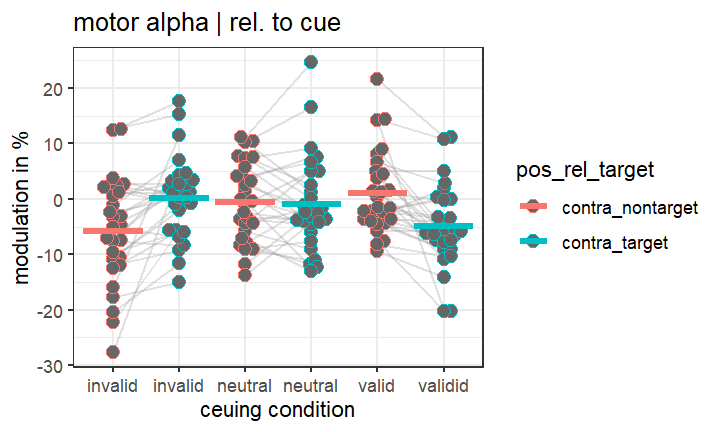 motor alpha | rel. to cue
modulation in %
20
10
0
-10
-20
-30
invalid invalid neutral neutral valid validid
ceuing condition
pos_rel_target
contra_nontarget
contra_target